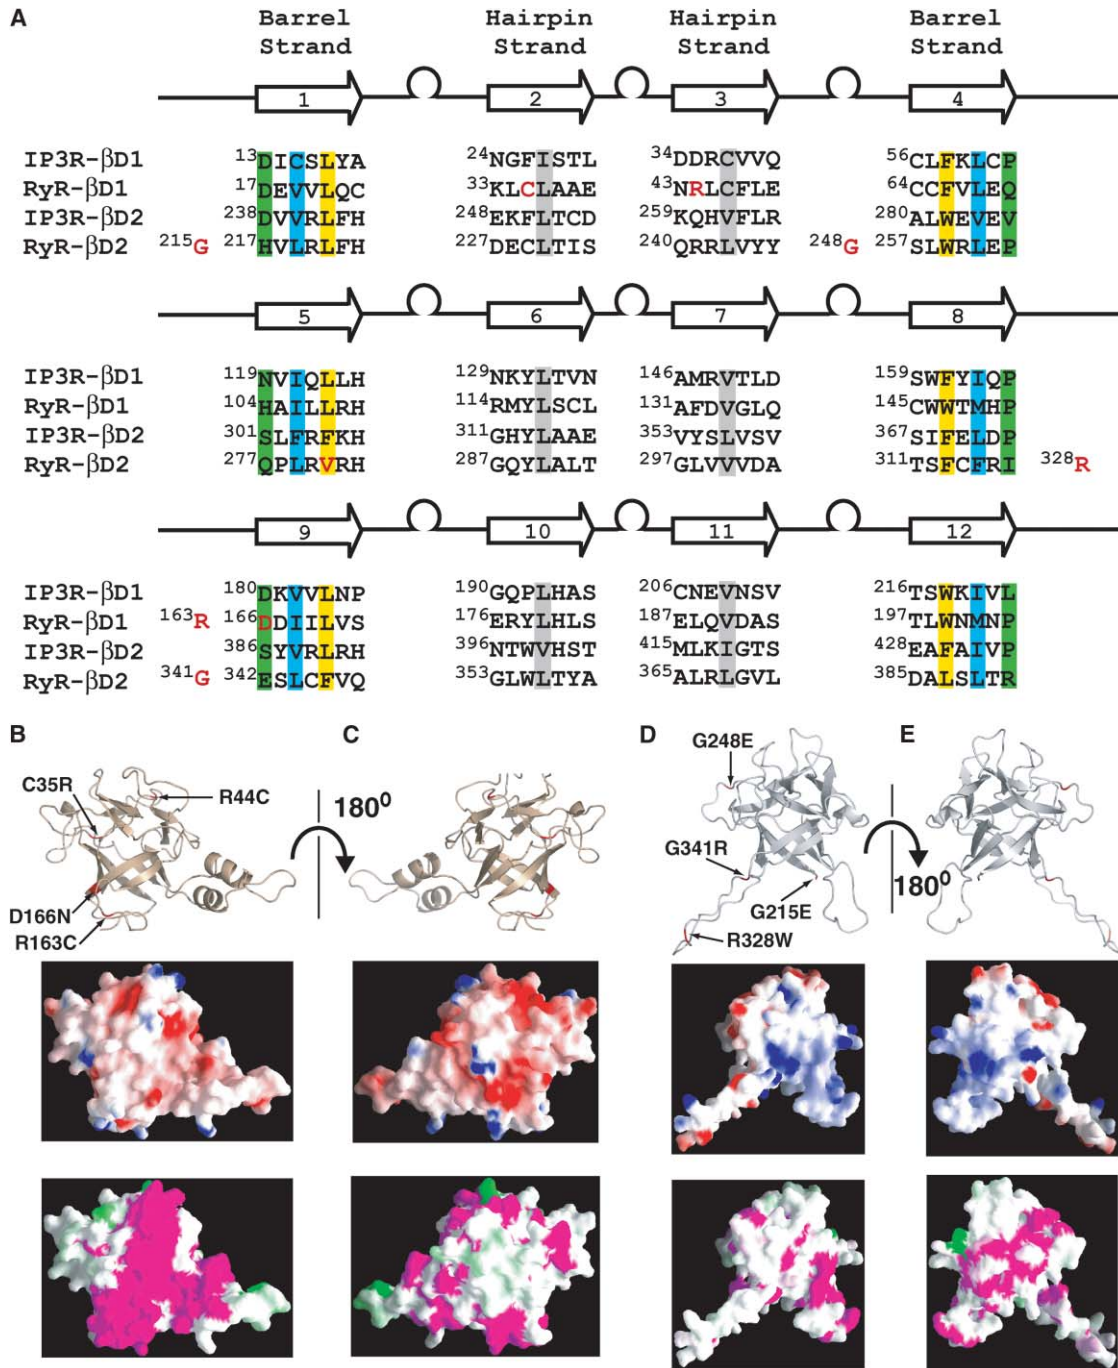 A
Barrel Strand Hairpin Strand Hairpin Strand Barrel Strand
1 2 3 4
IP3R-βD1 13DICSLYA 24NGFISTL 34DDRCVVQ 56CLFKLCP
RyR-βD1 17DEVVLQC 33KLCLAAE 43NRLCFLE 64CCFVLEQ
IP3R-βD2 238DVVRLFH 248EKFLTCD 259KQHVFLR 280ALWEVEV
RyR-βD2 215G 217HVLRLFH 227DECLTIS 240QRRLVYY 248G 257SLWRLEP
5 6 7 8
IP3R-βD1 119NVIQLLH 129NKYLTVN 146AMRVTLD 159SWFYIQP
RyR-βD1 104HAILLRH 114RMYLSCL 131AFDVGLQ 145CWWTMHP
IP3R-βD2 301SLFRFKH 311GHYLAAE 353VYSLVSV 367SIFELDP
RyR-βD2 277QPLRVRH 287GQYLALT 297GLVVVDA 311TSFCFRI 328R
9 10 11 12
IP3R-βD1 180DKVVLNP 190GQPLHAS 206CNEVNSV 216TSWKIVL
RyR-βD1 163R 166DDIILVS 176ERYLHLS 187ELQVDAS 197TLWNMNP
IP3R-βD2 386SYVRLRH 396NTWVHST 415MLKIGTS 428EAFAIVP
RyR-βD2 341G 342ESLCFVQ 353GLWLTYA 365ALRLGVL 385DALSLTR
B C D E
C35R
R44C
D166N
R163C
180⁰
G248E
G341R
G215E
R328W
180⁰